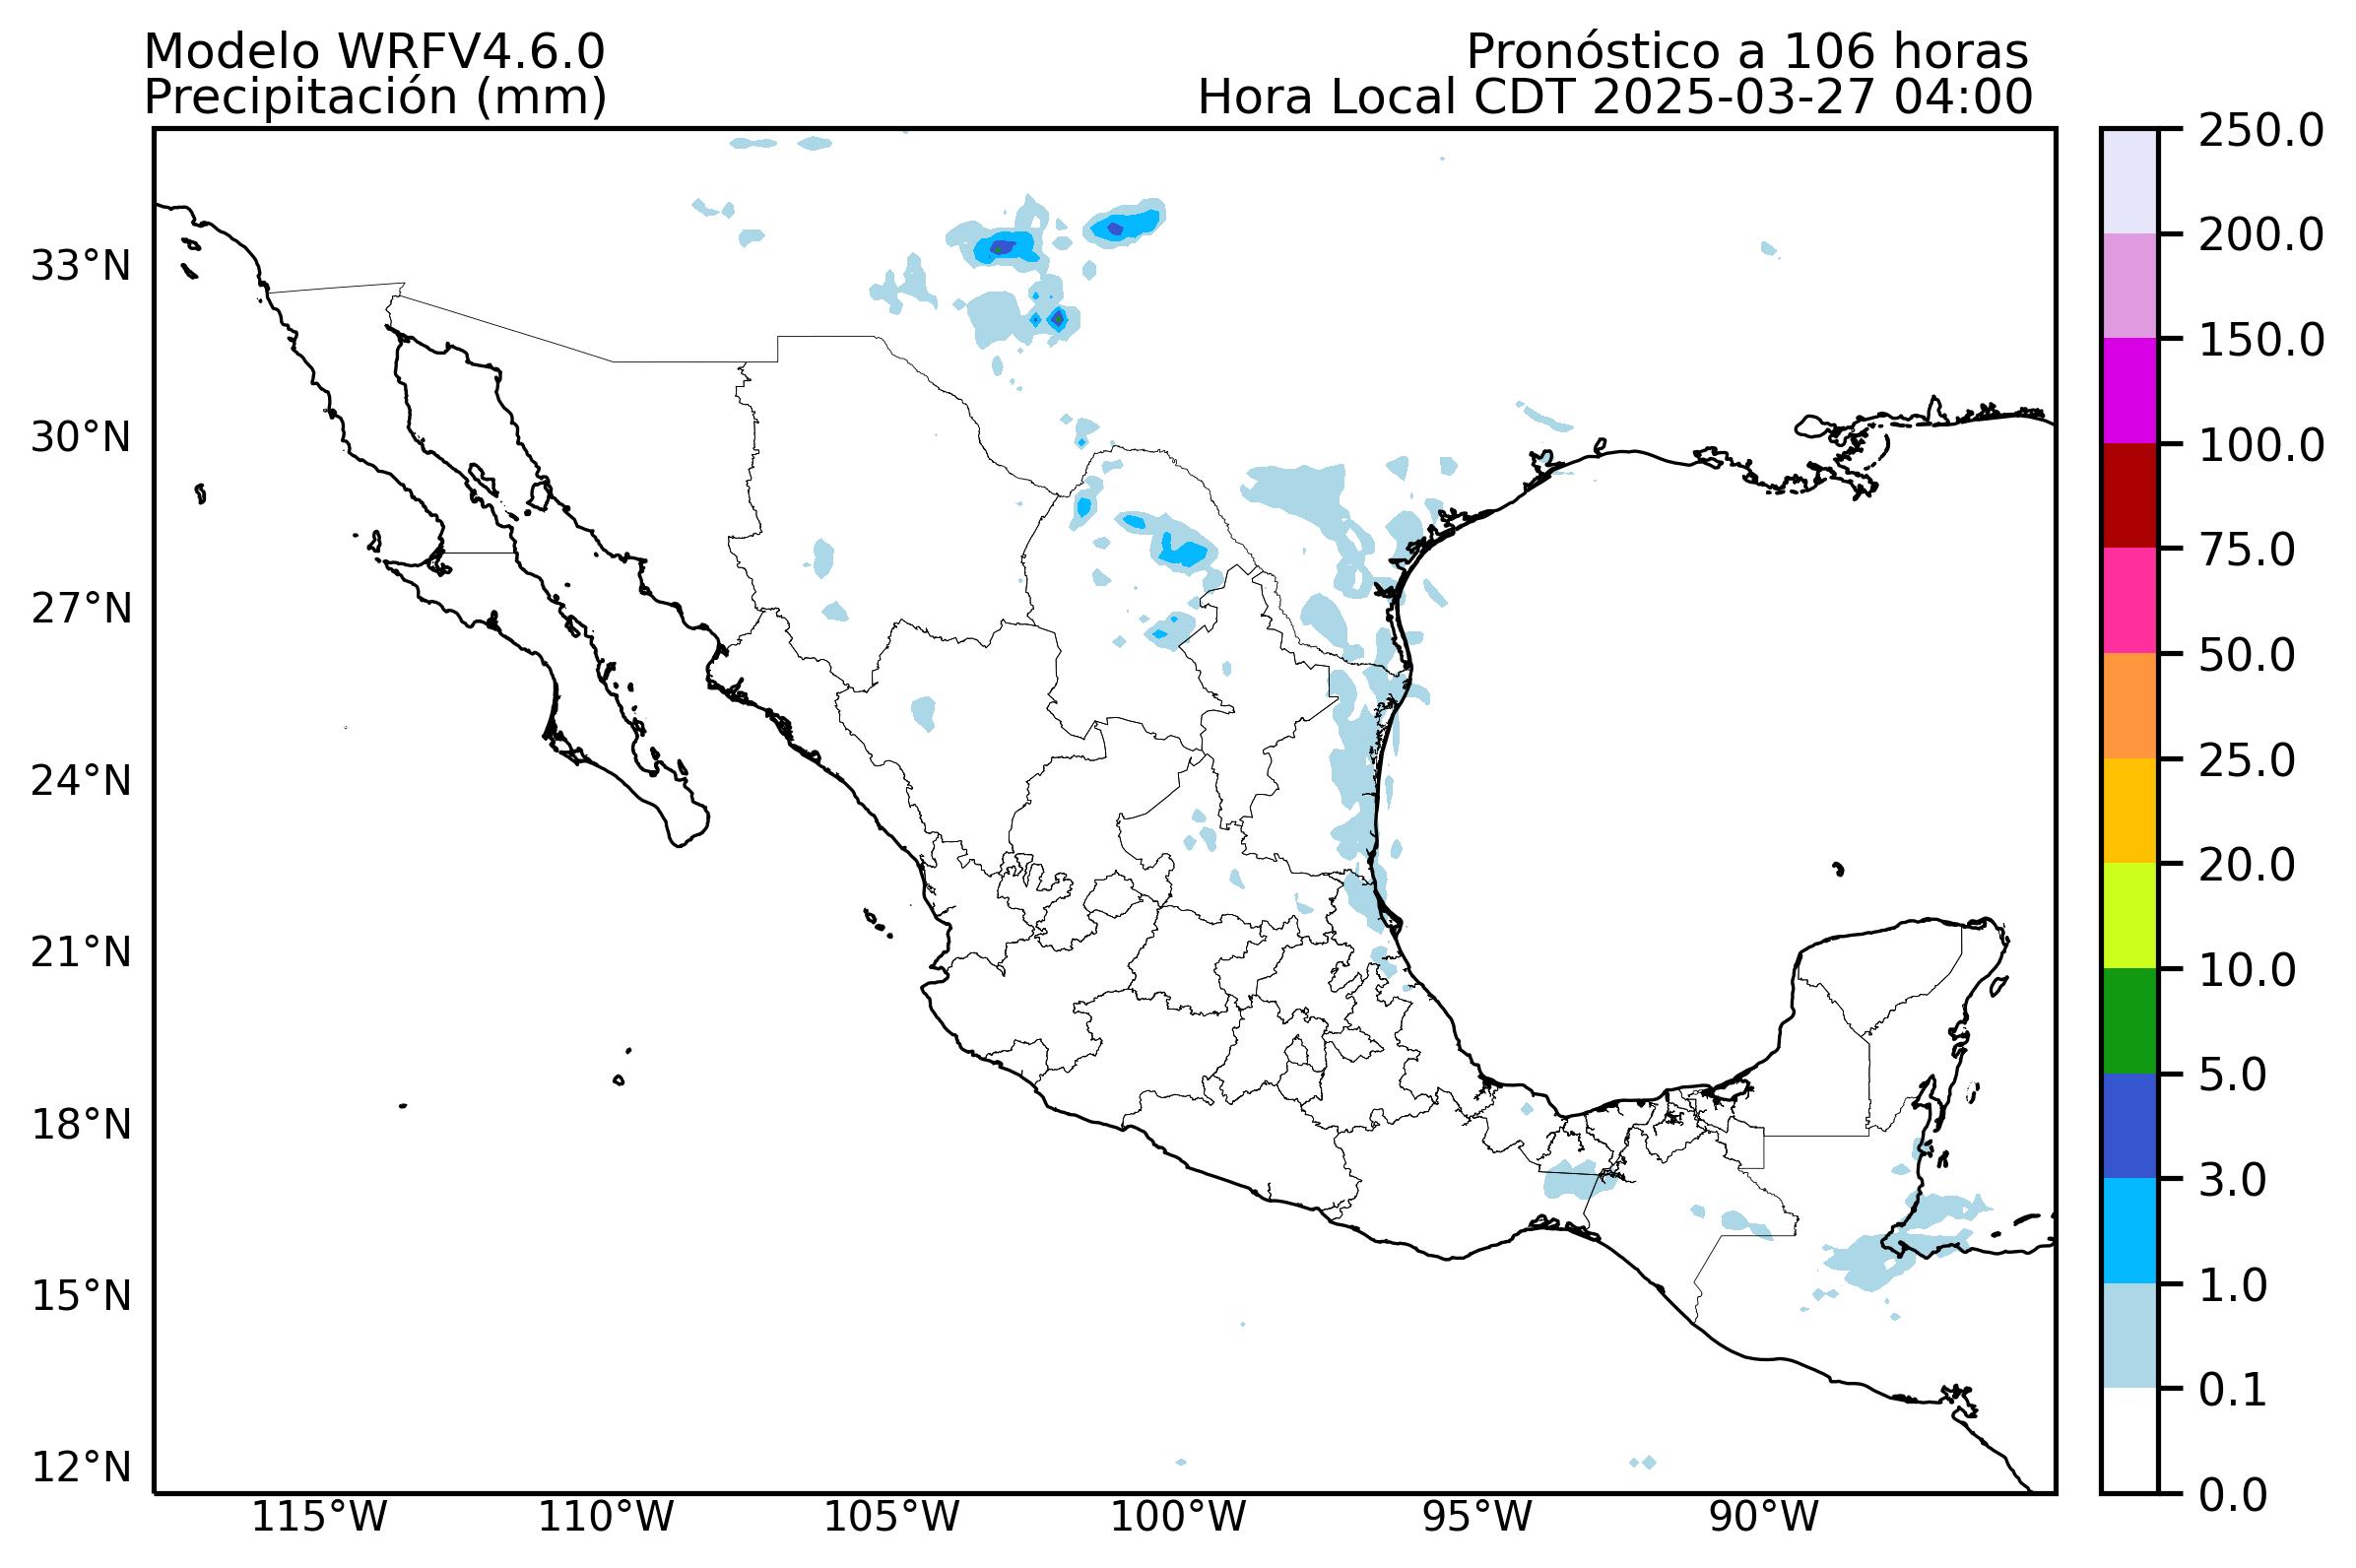 Modelo WRFV4.6.0
Precipitación (mm)
Pronóstico a 106 horas
Hora Local CDT 2025-03-27 04:00
33°N
30°N
27°N
24°N
21°N
18°N
15°N
12°N
115°W
110°W
105°W
100°W
95°W
90°W
250.0
200.0
150.0
100.0
75.0
50.0
25.0
20.0
10.0
5.0
3.0
1.0
0.1
0.0